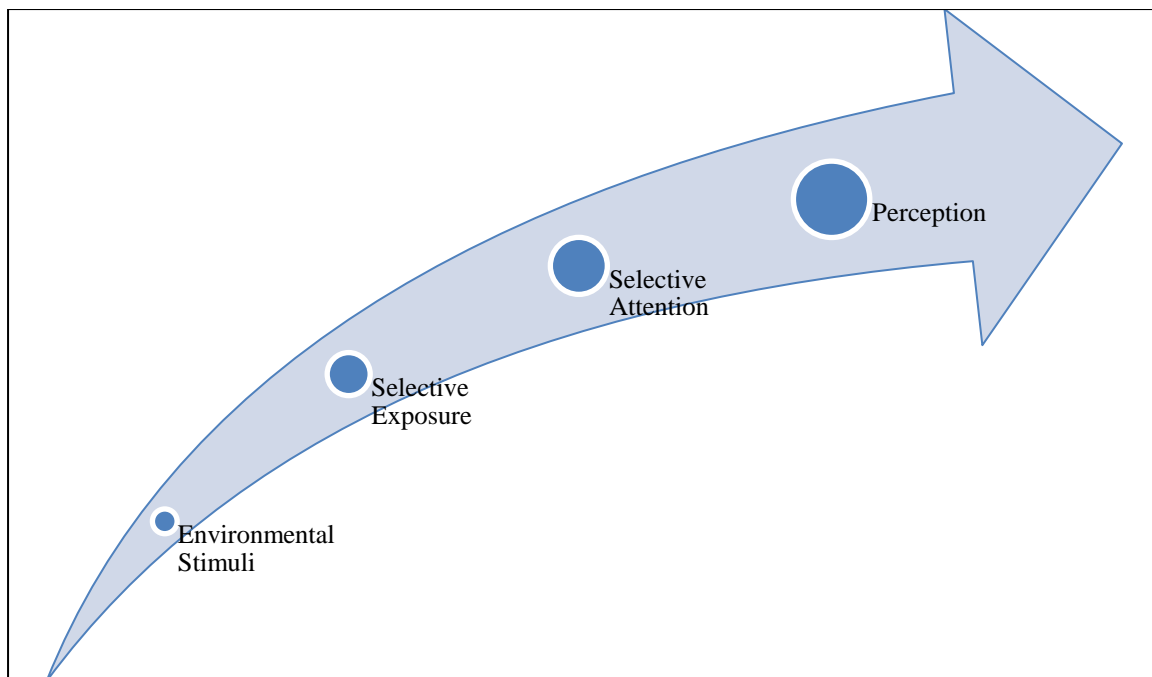 Perception
Selective
Attention
Selective
Exposure
Environmental
Stimuli